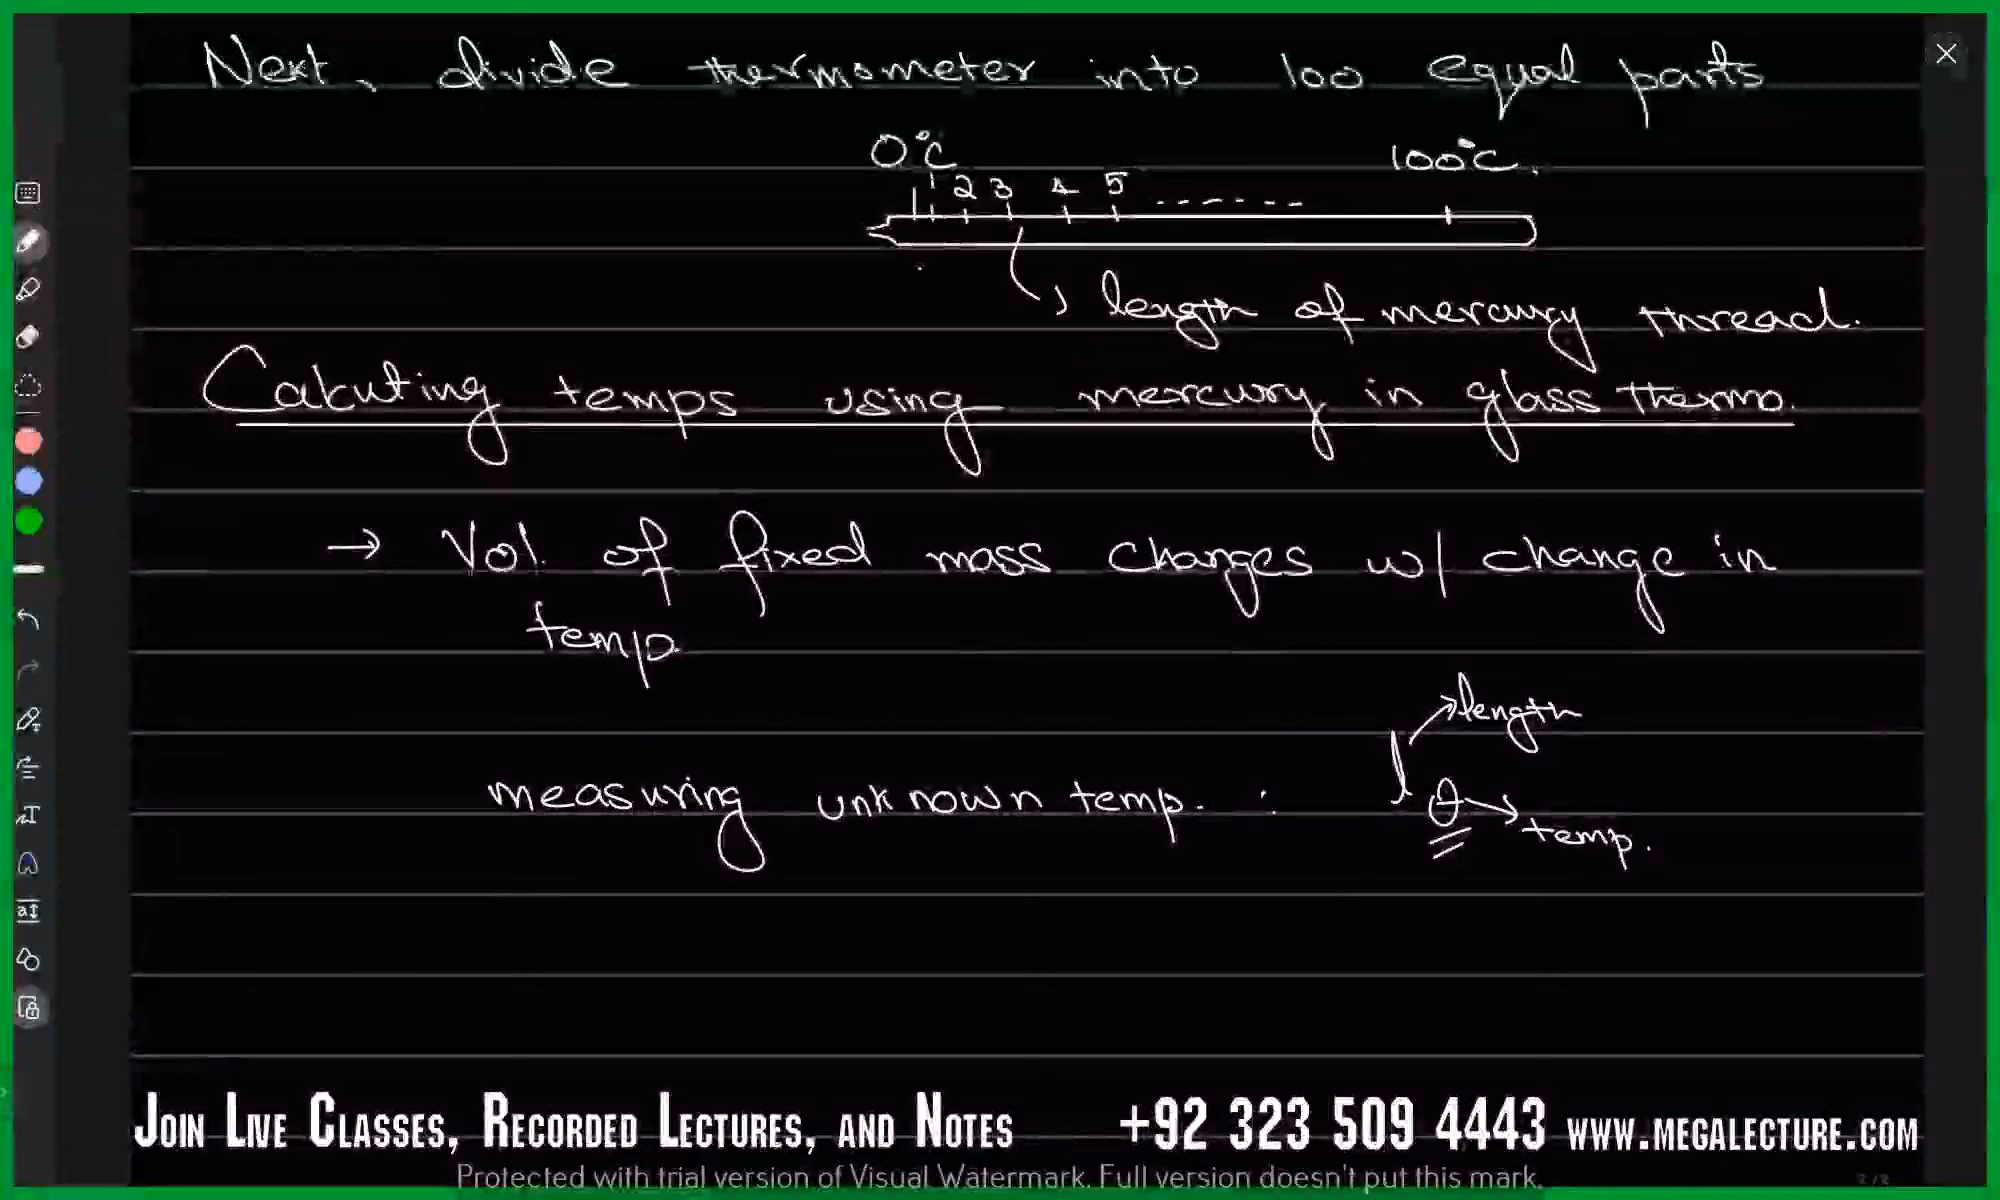 Next, divide thermometer into 100 equal parts
0°C 100°C.
1 2 3 4 5 ------
length of mercury thread.
Calcuting temps using mercury in glass thermo.
→ Vol. of fixed mass changes w/ change in
temp.
length
measuring unknown temp. : l θ
temp.
JOIN LIVE CLASSES, RECORDED LECTURES, AND NOTES +92 323 509 4443 WWW.MEGALECTURE.COM
Protected with trial version of Visual Watermark. Full version doesn't put this mark.
2/2